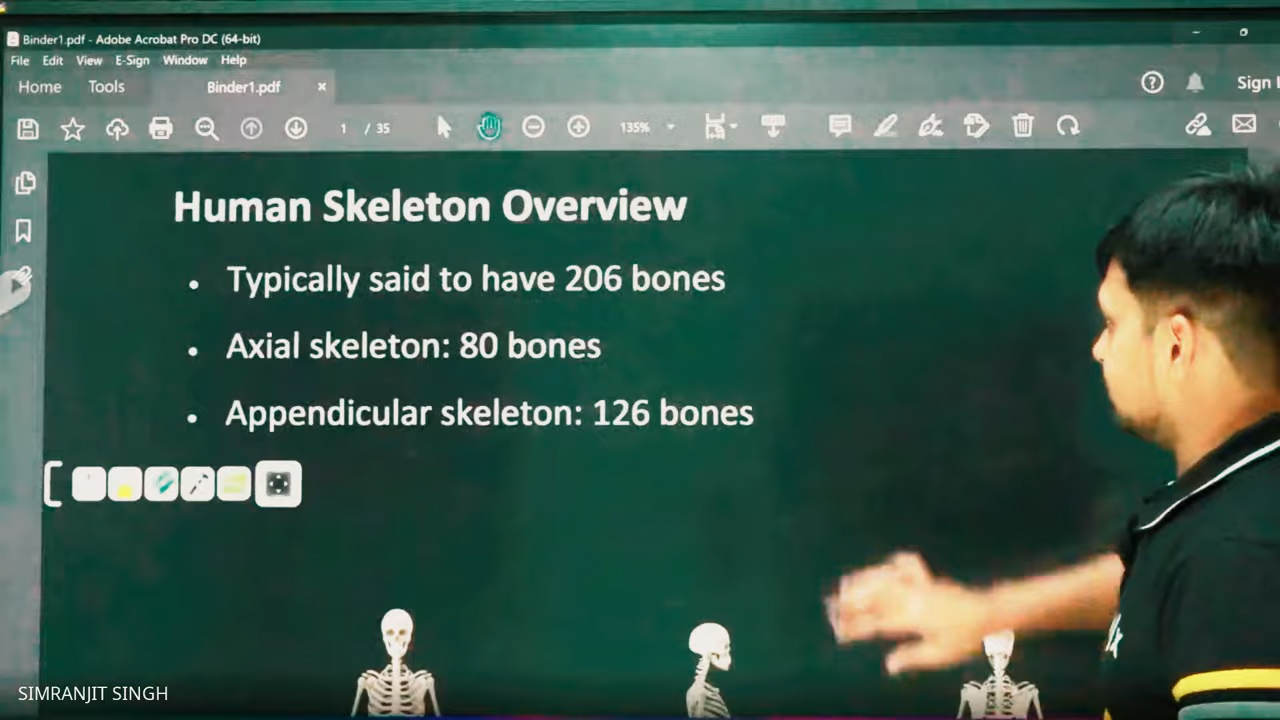 Binder1.pdf - Adobe Acrobat Pro DC (64-bit)
File Edit View E-Sign Window Help
Home Tools Binder1.pdf × Sign
1 / 35 135%
Human Skeleton Overview
• Typically said to have 206 bones
• Axial skeleton: 80 bones
• Appendicular skeleton: 126 bones
SIMRANJIT SINGH